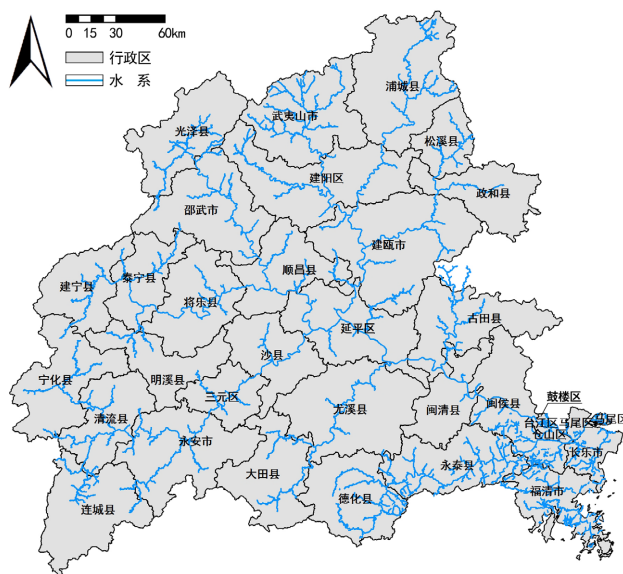 0 15 30 60km
行政区
水 系
浦城县
武夷山市
光泽县
松溪县
建阳区
政和县
邵武市
建瓯市
顺昌县
泰宁县
建宁县
将乐县
古田县
延平区
沙县
宁化县
明溪县
三元区
鼓楼区
尤溪县
闽清县
闽侯县
清流县
台江区
马尾区
马尾区
仓山区
永安市
长乐市
大田县
永泰县
德化县
福清市
连城县